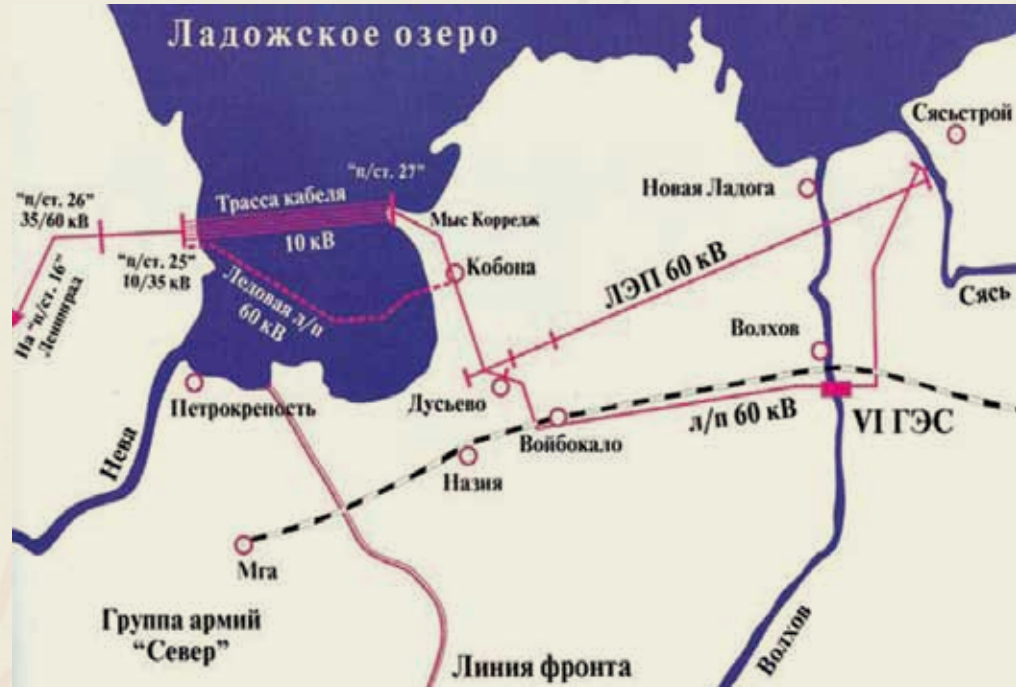 Ладожское озеро
Сясьстрой
"п/ст. 27"
Новая Ладога
"п/ст. 26"
35/60 кВ
Трасса кабеля
Мыс Корредж
10 кВ
"п/ст. 25"
10/35 кВ
Кобона
ЛЭП 60 кВ
Ледовая л/п
60 кВ
Сясь
На "п/ст. 16"
Ленинград
Волхов
Петрокрепость
Дусьево
л/п 60 кВ
VI ГЭС
Войбокало
Нева
Назия
Мга
Группа армий
“Север”
Линия фронта
Волхов